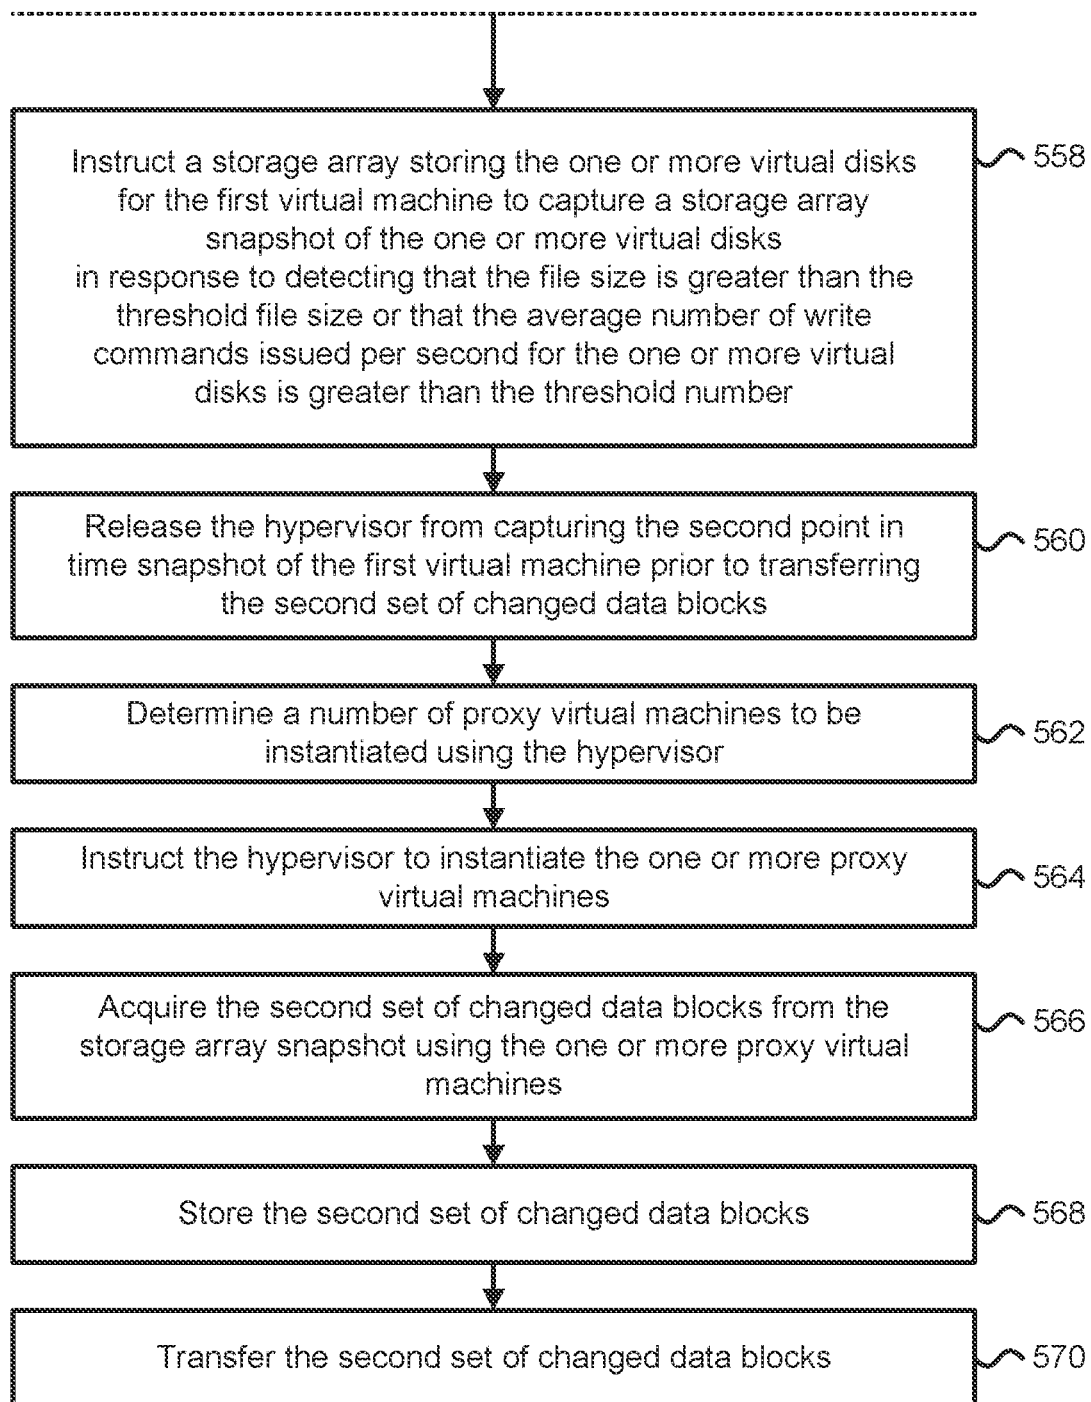 Instruct a storage array storing the one or more virtual disks
for the first virtual machine to capture a storage array
snapshot of the one or more virtual disks
in response to detecting that the file size is greater than the
threshold file size or that the average number of write
commands issued per second for the one or more virtual
disks is greater than the threshold number
558
Release the hypervisor from capturing the second point in
time snapshot of the first virtual machine prior to transferring
the second set of changed data blocks
560
Determine a number of proxy virtual machines to be
instantiated using the hypervisor
562
Instruct the hypervisor to instantiate the one or more proxy
virtual machines
564
Acquire the second set of changed data blocks from the
storage array snapshot using the one or more proxy virtual
machines
566
Store the second set of changed data blocks
568
Transfer the second set of changed data blocks
570